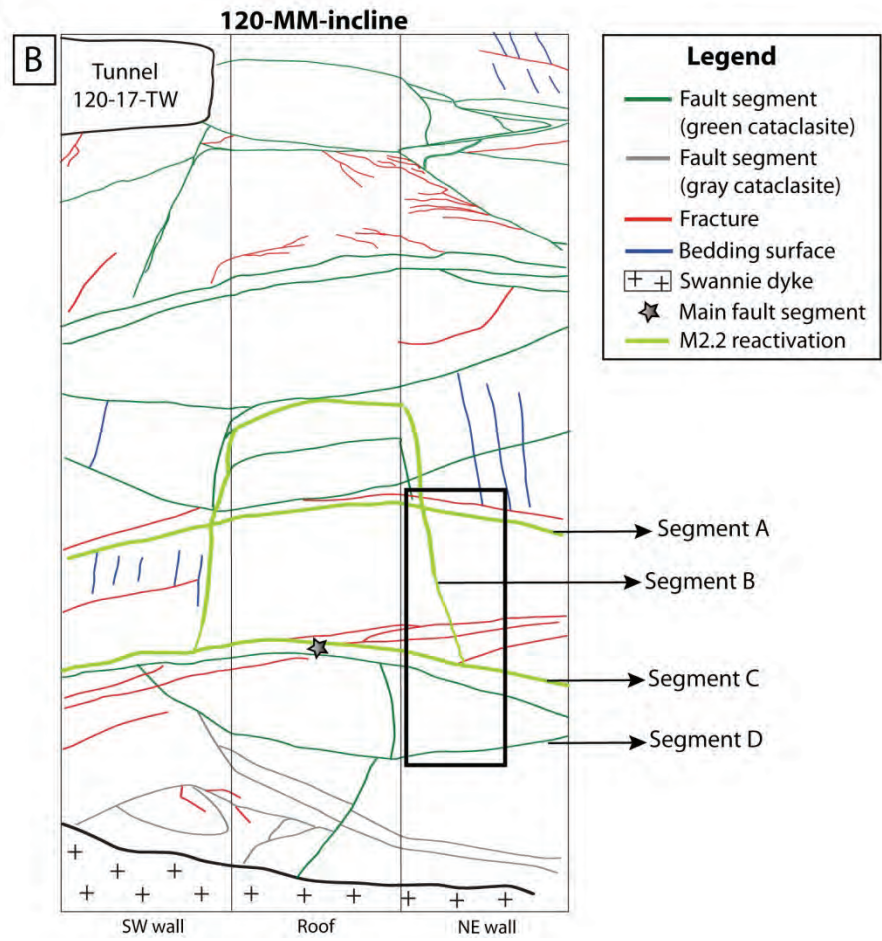 120-MM-incline
B
Tunnel
120-17-TW
Legend
Fault segment
(green cataclasite)
Fault segment
(gray cataclasite)
Fracture
Bedding surface
Swannie dyke
Main fault segment
M2.2 reactivation
Segment A
Segment B
Segment C
Segment D
SW wall
Roof
NE wall